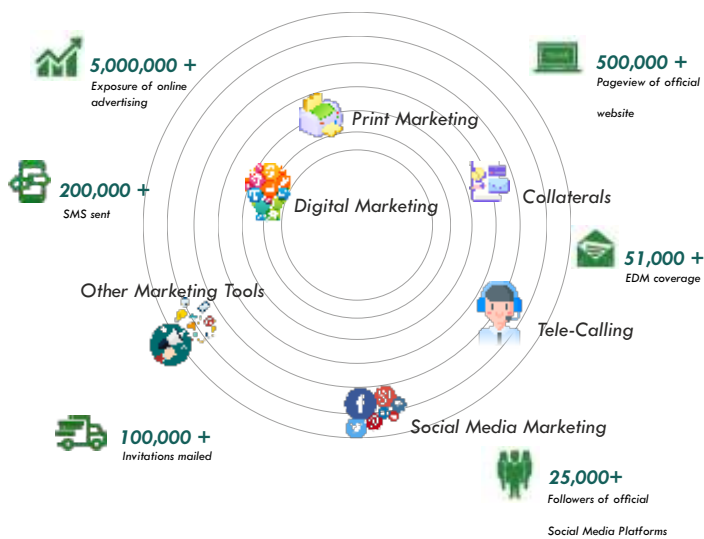 5,000,000 +
Exposure of online
advertising
500,000 +
Pageview of official
website
Print Marketing
200,000 +
SMS sent
Digital Marketing
Collaterals
51,000 +
EDM coverage
Other Marketing Tools
Tele-Calling
100,000 +
Invitations mailed
Social Media Marketing
25,000+
Followers of official
Social Media Platforms